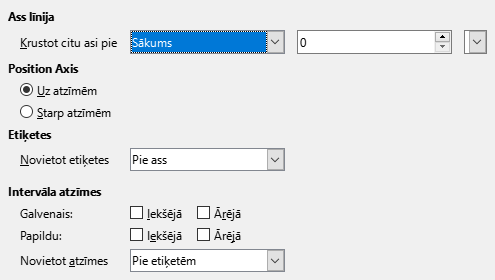 Ass līnija
Krustot citu asi pie Sākums 0
Position Axis
Uz atzīmēm
Starp atzīmēm
Etiķetes
Novietot etiķetes Pie ass
Intervāla atzīmes
Galvenais: Iekšējā Ārējā
Papildu: Iekšējā Ārējā
Novietot atzīmes Pie etiķetēm